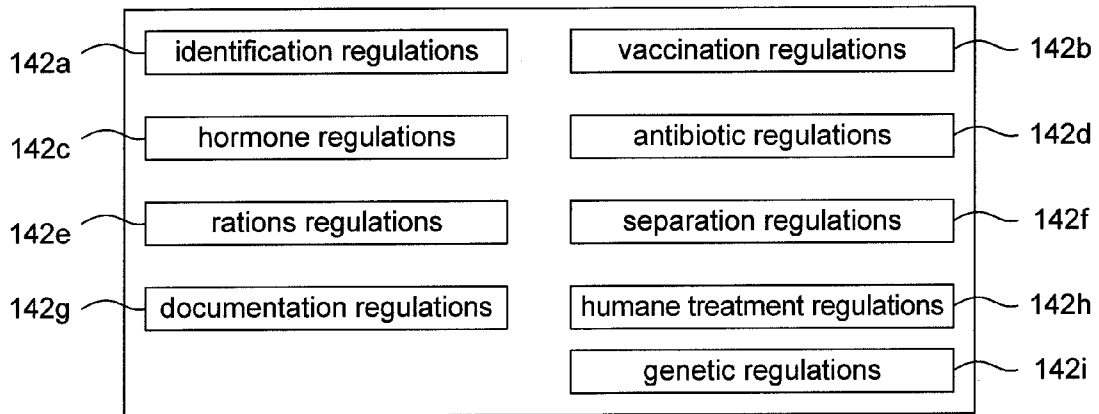 142a identification regulations vaccination regulations 142b
142c hormone regulations antibiotic regulations 142d
142e rations regulations separation regulations 142f
142g documentation regulations humane treatment regulations 142h
genetic regulations 142i